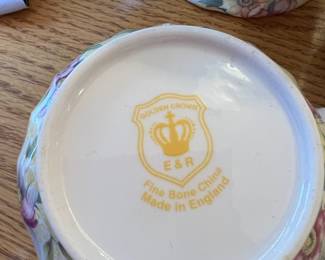 GOLDEN CROWN
E & R
Fine Bone China
Made in England